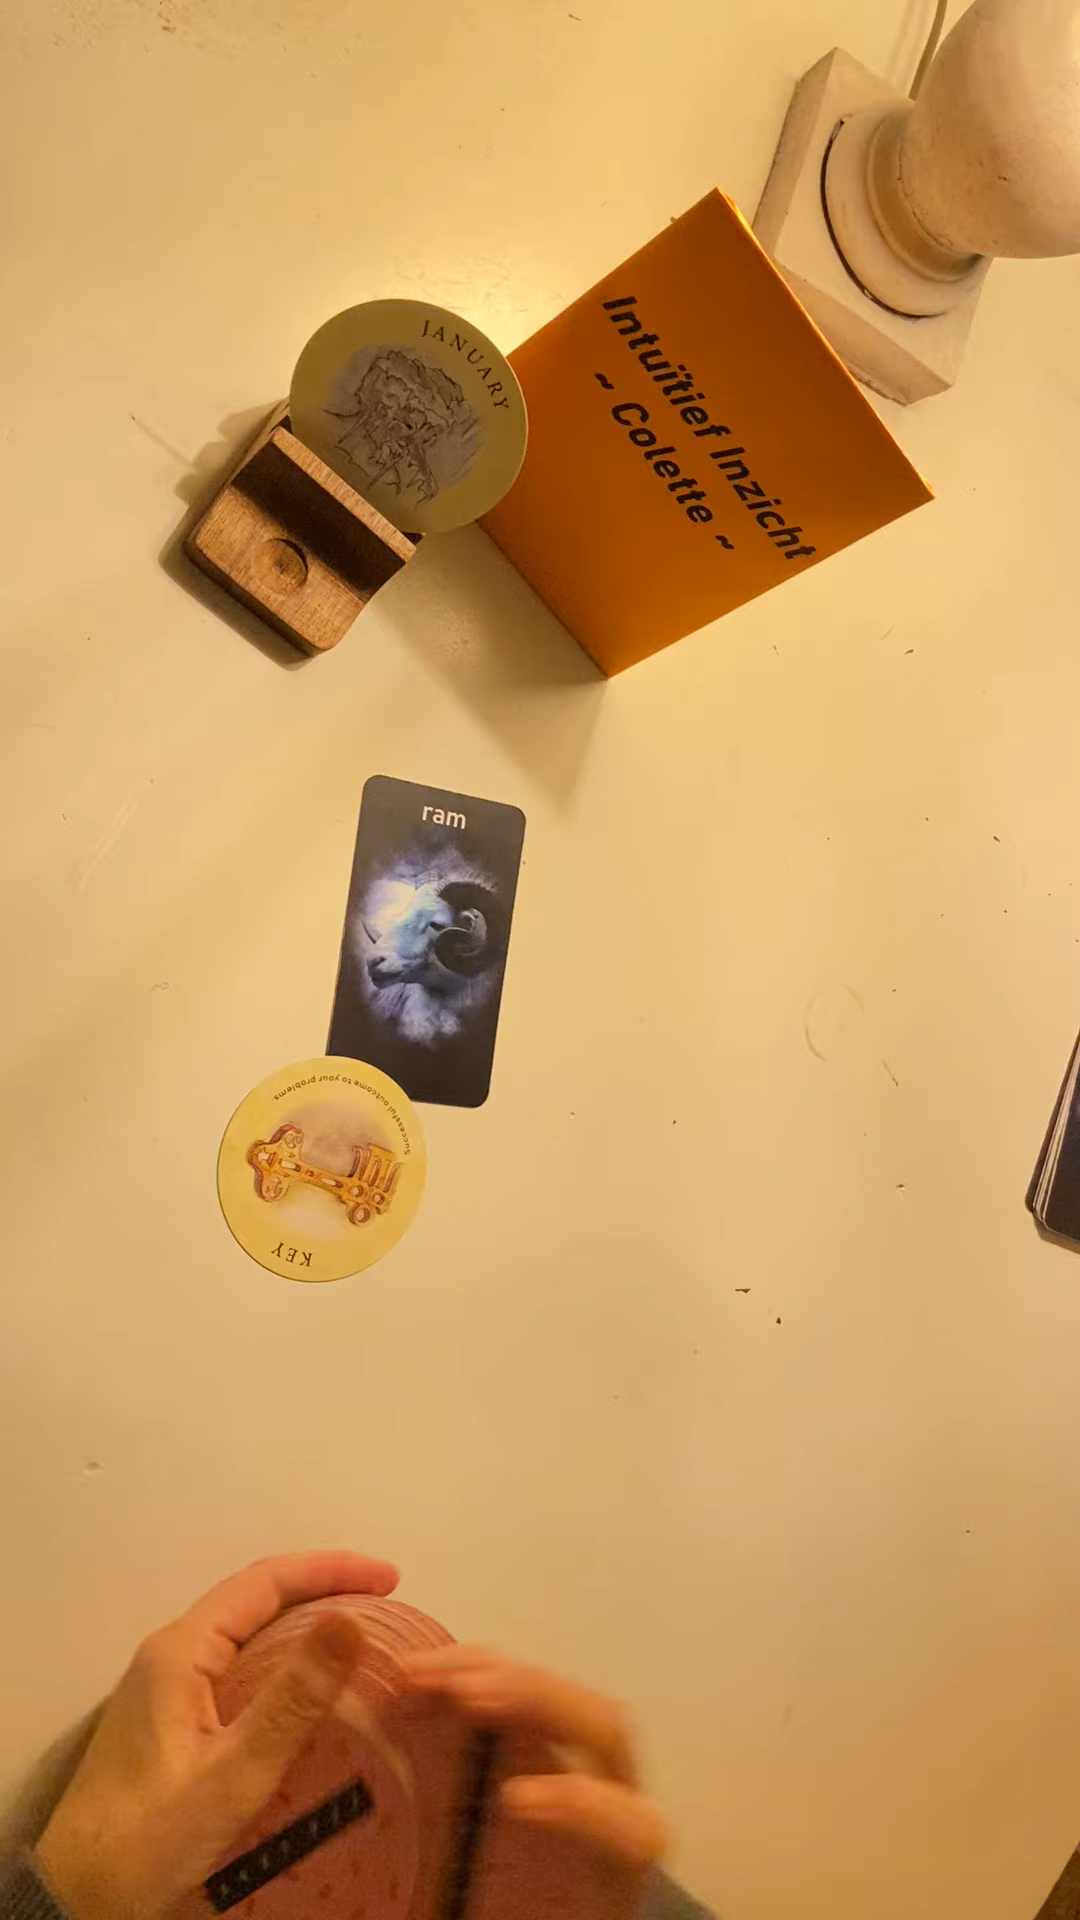 JANUARY
Intuïtief Inzicht
~ Colette ~
ram
Successful outcome to your problems.
KEY